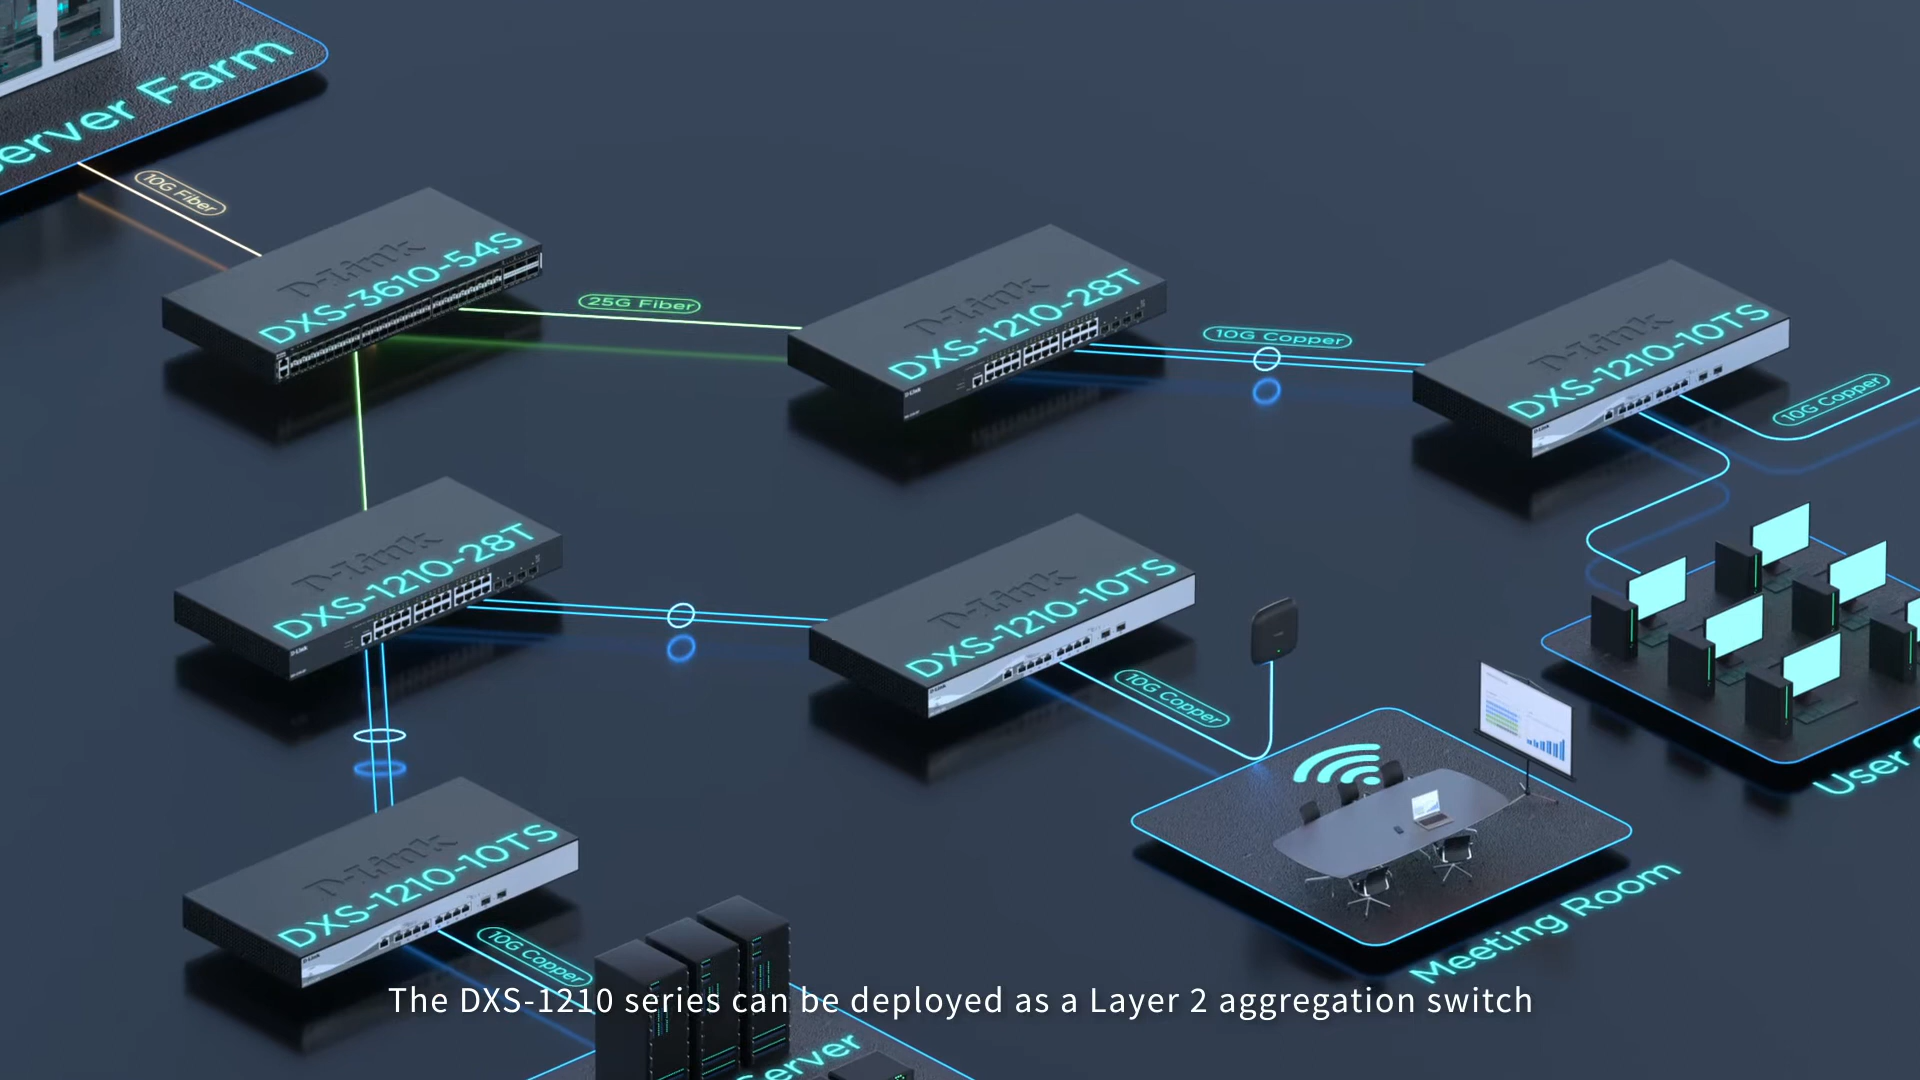 Server Farm
10G Fiber
D-Link
DXS-3610-54S
25G Fiber
D-Link
DXS-1210-28T
10G Copper
D-Link
DXS-1210-10TS
10G Copper
D-Link
DXS-1210-28T
D-Link
DXS-1210-10TS
10G Copper
User
Meeting Room
D-Link
DXS-1210-10TS
10G Copper
The DXS-1210 series can be deployed as a Layer 2 aggregation switch
Server